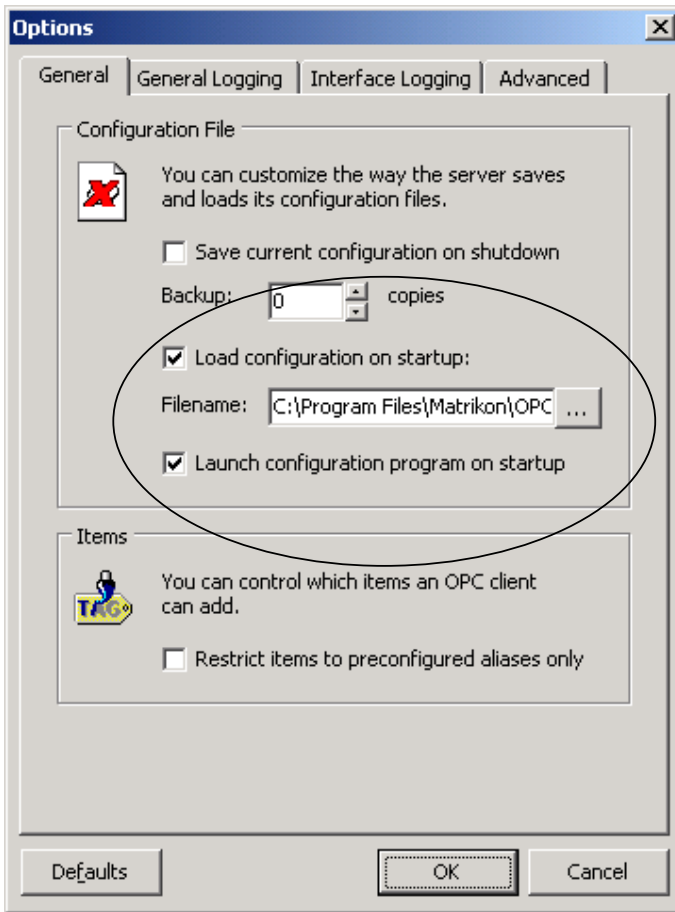 Options
General General Logging Interface Logging Advanced
Configuration File
You can customize the way the server saves
and loads its configuration files.
Save current configuration on shutdown
Backup: 0 copies
Load configuration on startup:
Filename: C:\Program Files\Matrikon\OPC ...
Launch configuration program on startup
Items
TAG
You can control which items an OPC client
can add.
Restrict items to preconfigured aliases only
Defaults OK Cancel